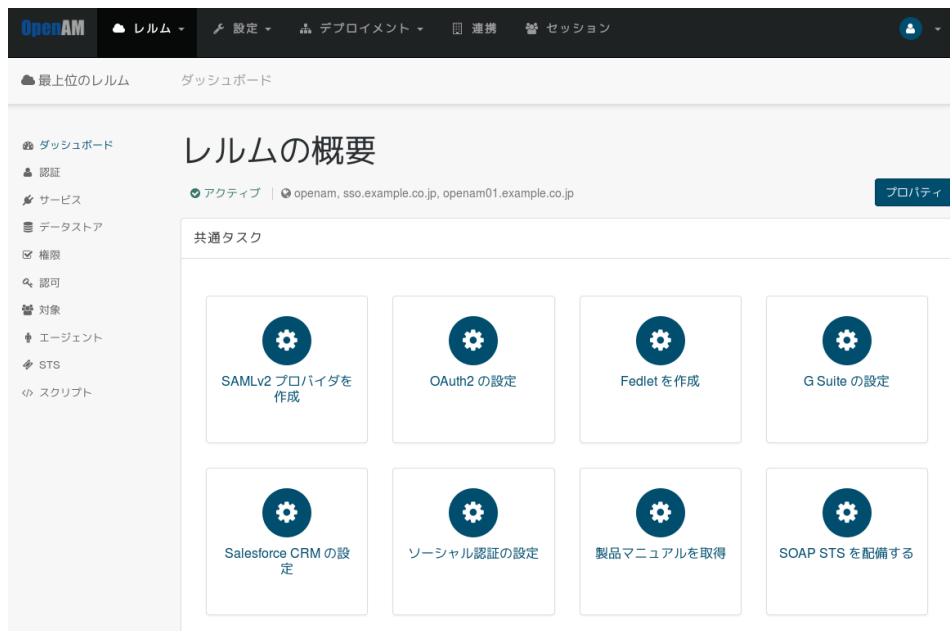 OpenAM レルム 設定 デプロイメント 連携 セッション
最上位のレルム ダッシュボード
ダッシュボード
認証
サービス
データストア
権限
認可
対象
エージェント
STS
スクリプト
レルムの概要
アクティブ openam, sso.example.co.jp, openam01.example.co.jp
プロパティ
共通タスク
SAMLv2 プロバイダを
作成
OAuth2 の設定
Fedlet を作成
G Suite の設定
Salesforce CRM の設
定
ソーシャル認証の設定
製品マニュアルを取得
SOAP STS を配備する